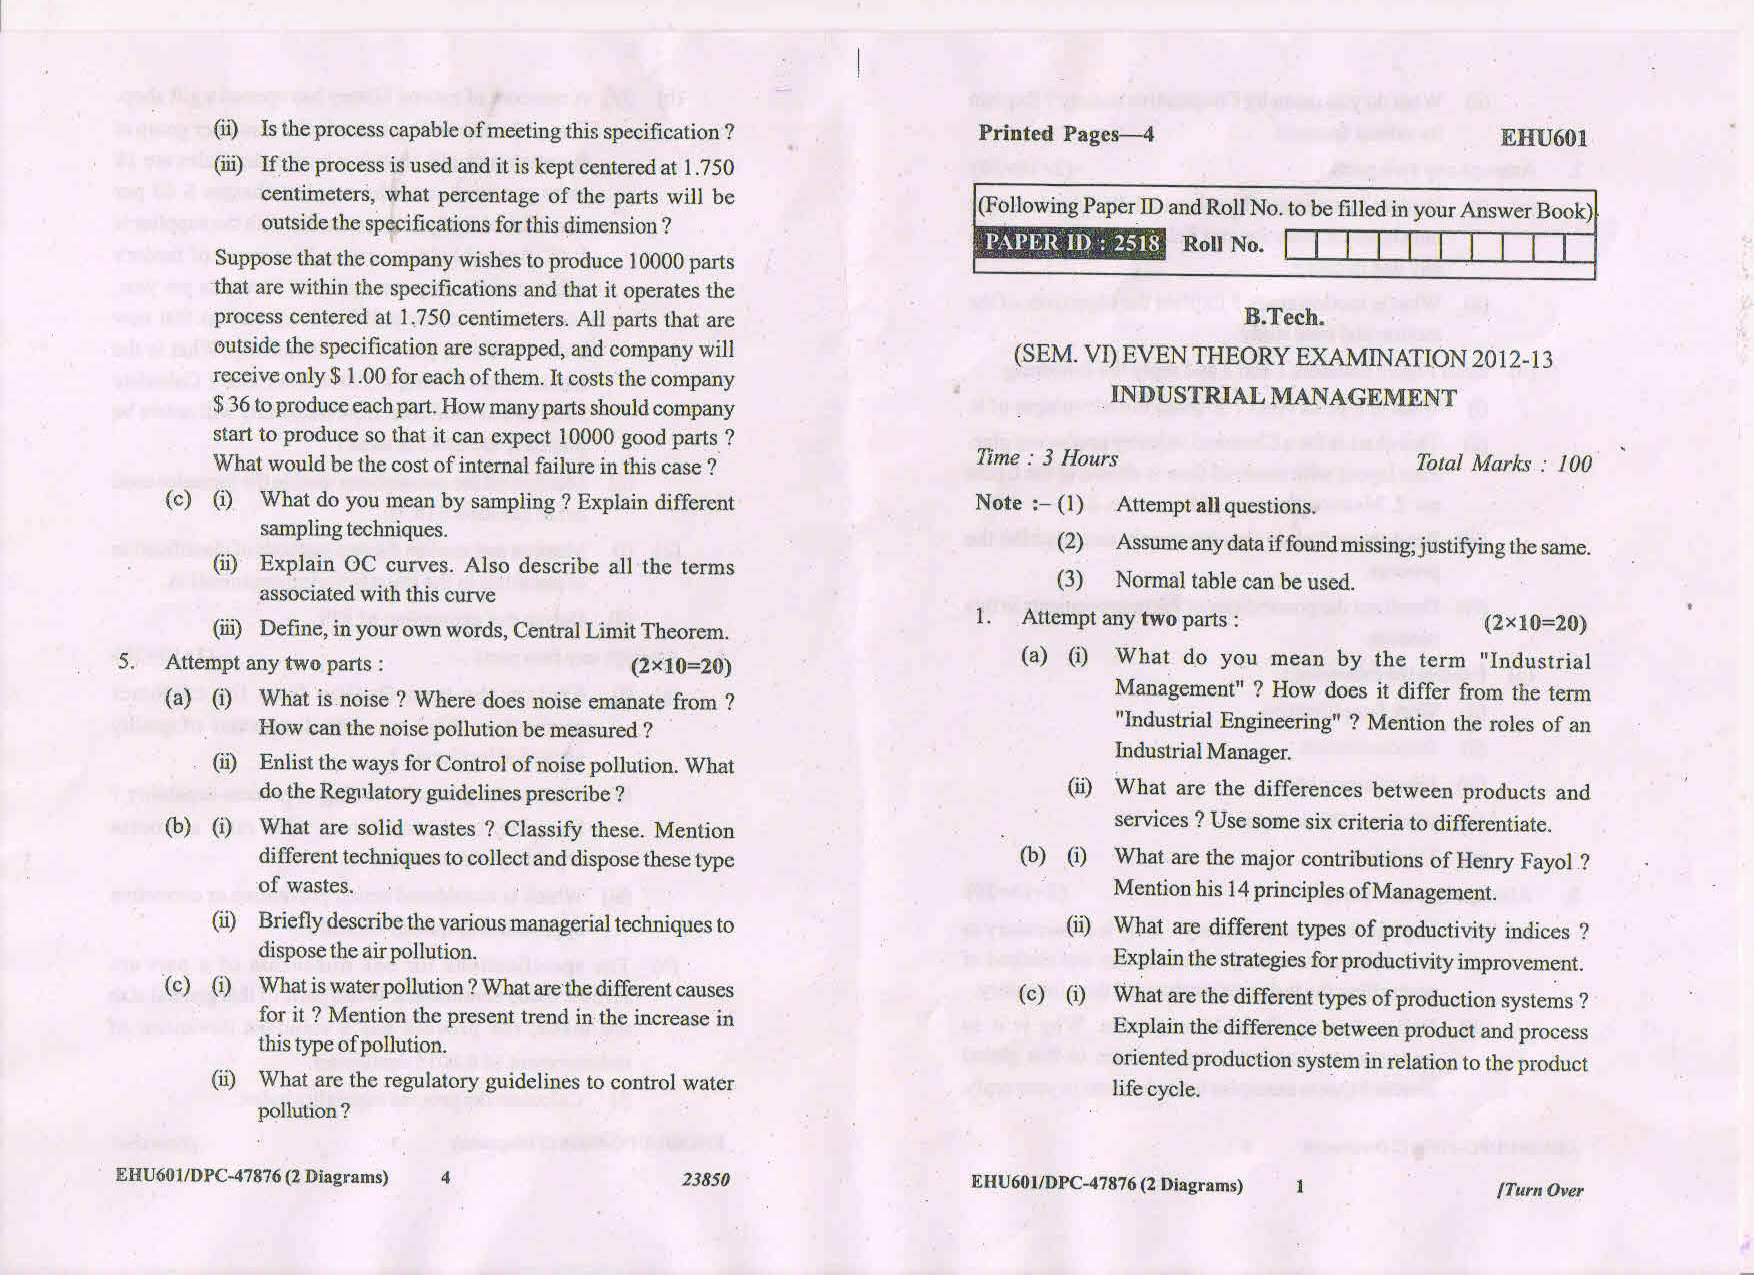 (ii) Is the process capable of meeting this specification ?
(iii) If the process is used and it is kept centered at 1.750
centimeters, what percentage of the parts will be
outside the specifications for this dimension ?
Suppose that the company wishes to produce 10000 parts
that are within the specifications and that it operates the
process centered at 1.750 centimeters. All parts that are
outside the specification are scrapped, and company will
receive only $ 1.00 for each of them. It costs the company
$ 36 to produce each part. How many parts should company
start to produce so that it can expect 10000 good parts ?
What would be the cost of internal failure in this case ?
(c) (i) What do you mean by sampling ? Explain different
sampling techniques.
(ii) Explain OC curves. Also describe all the terms
associated with this curve
(iii) Define, in your own words, Central Limit Theorem.
5. Attempt any two parts : (2×10=20)
(a) (i) What is noise ? Where does noise emanate from ?
How can the noise pollution be measured ?
(ii) Enlist the ways for Control of noise pollution. What
do the Regulatory guidelines prescribe ?
(b) (i) What are solid wastes ? Classify these. Mention
different techniques to collect and dispose these type
of wastes.
(ii) Briefly describe the various managerial techniques to
dispose the air pollution.
(c) (i) What is water pollution ? What are the different causes
for it ? Mention the present trend in the increase in
this type of pollution.
(ii) What are the regulatory guidelines to control water
pollution ?
EHU601/DPC-47876 (2 Diagrams) 4 23850
Printed Pages—4 EHU601
(Following Paper ID and Roll No. to be filled in your Answer Book)
PAPER ID : 2518 Roll No.
B.Tech.
(SEM. VI) EVEN THEORY EXAMINATION 2012-13
INDUSTRIAL MANAGEMENT
Time : 3 Hours Total Marks : 100
Note :– (1) Attempt all questions.
(2) Assume any data if found missing; justifying the same.
(3) Normal table can be used.
1. Attempt any two parts : (2×10=20)
(a) (i) What do you mean by the term "Industrial
Management" ? How does it differ from the term
"Industrial Engineering" ? Mention the roles of an
Industrial Manager.
(ii) What are the differences between products and
services ? Use some six criteria to differentiate.
(b) (i) What are the major contributions of Henry Fayol ?
Mention his 14 principles of Management.
(ii) What are different types of productivity indices ?
Explain the strategies for productivity improvement.
(c) (i) What are the different types of production systems ?
Explain the difference between product and process
oriented production system in relation to the product
life cycle.
EHU601/DPC-47876 (2 Diagrams) 1 [Turn Over